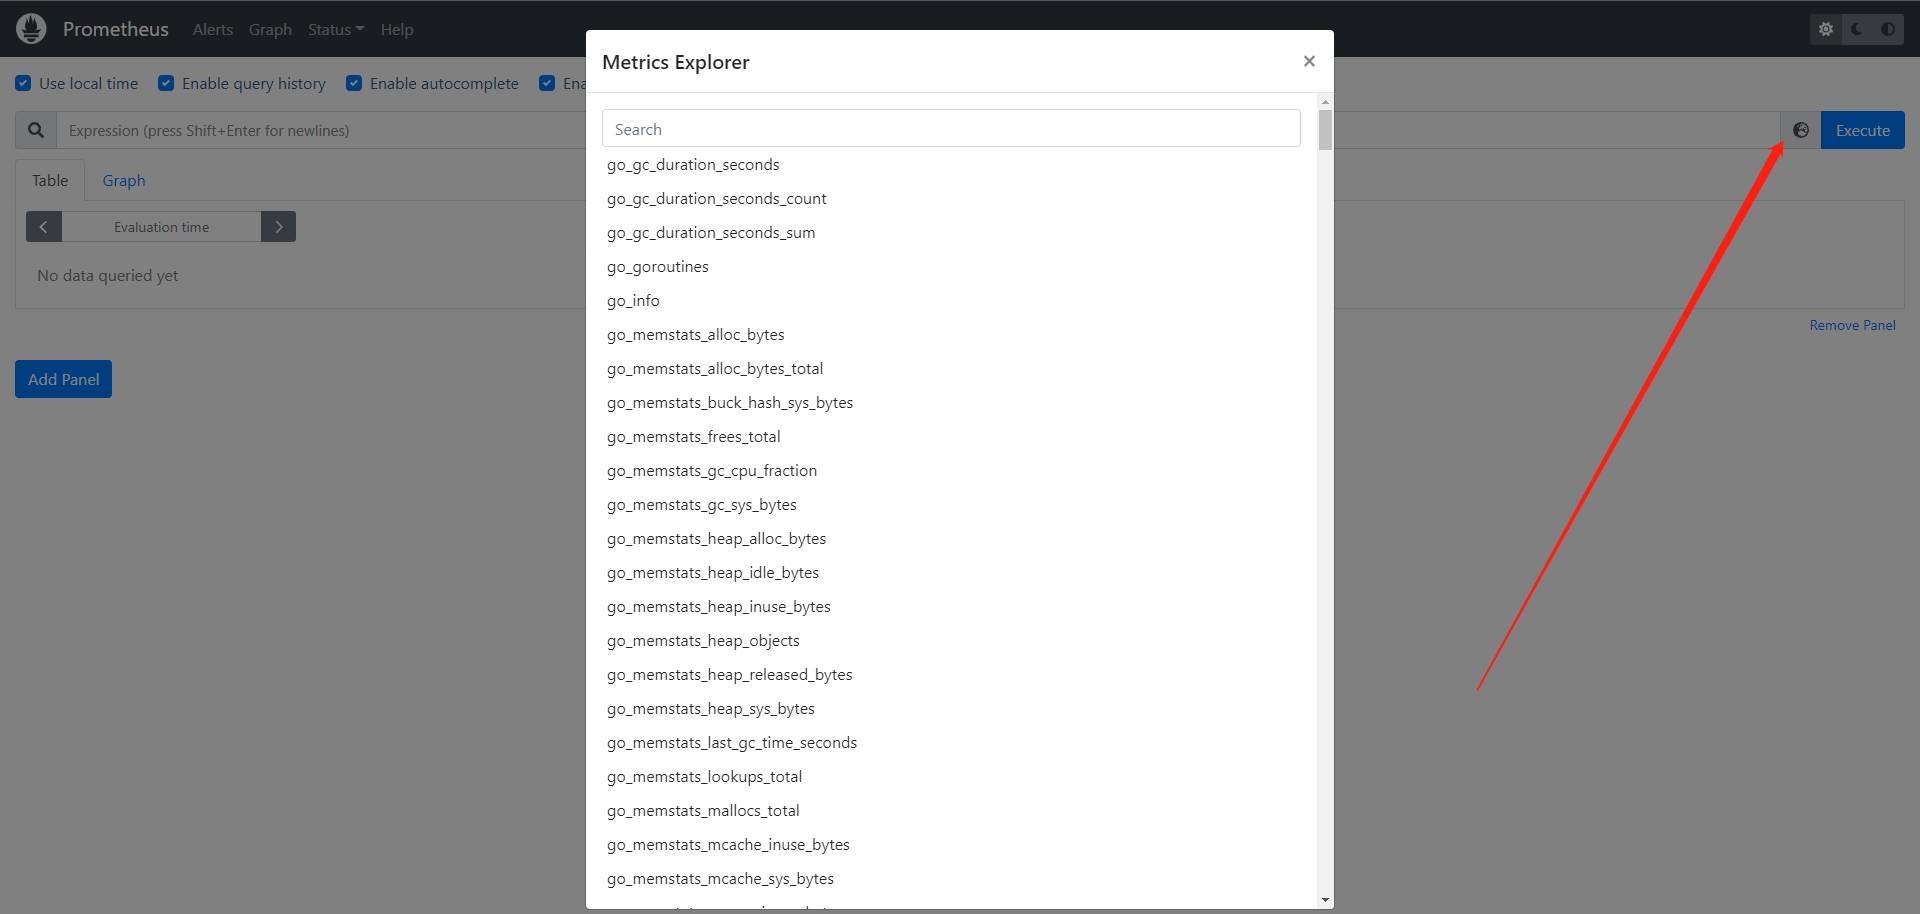 Prometheus Alerts Graph Status Help
Metrics Explorer
×
Use local time Enable query history Enable autocomplete Ena
Expression (press Shift+Enter for newlines) Execute
Search
Table Graph
Evaluation time
No data queried yet
Remove Panel
Add Panel
go_gc_duration_seconds
go_gc_duration_seconds_count
go_gc_duration_seconds_sum
go_goroutines
go_info
go_memstats_alloc_bytes
go_memstats_alloc_bytes_total
go_memstats_buck_hash_sys_bytes
go_memstats_frees_total
go_memstats_gc_cpu_fraction
go_memstats_gc_sys_bytes
go_memstats_heap_alloc_bytes
go_memstats_heap_idle_bytes
go_memstats_heap_inuse_bytes
go_memstats_heap_objects
go_memstats_heap_released_bytes
go_memstats_heap_sys_bytes
go_memstats_last_gc_time_seconds
go_memstats_lookups_total
go_memstats_mallocs_total
go_memstats_mcache_inuse_bytes
go_memstats_mcache_sys_bytes